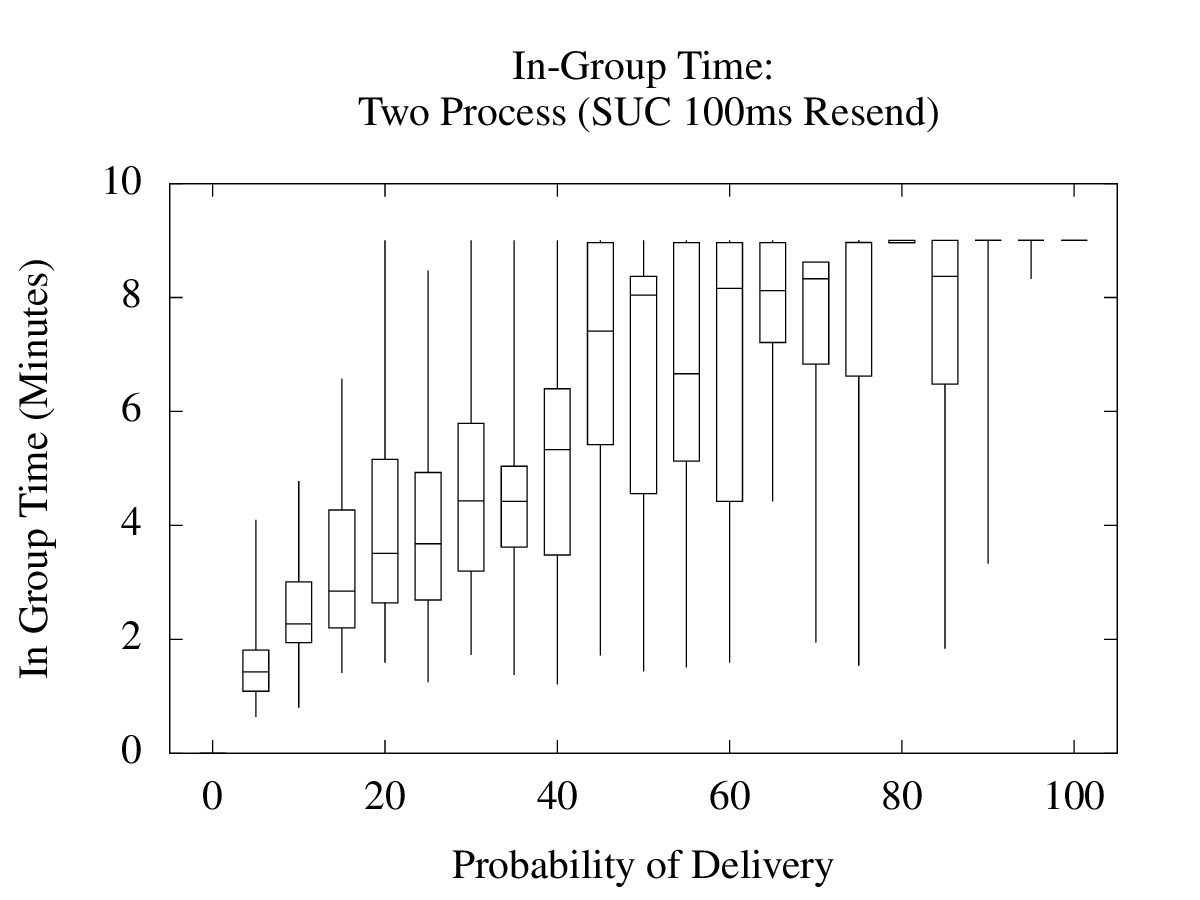 In-Group Time:
Two Process (SUC 100ms Resend)
10
8
6
4
2
0
In Group Time (Minutes)
0 20 40 60 80 100
Probability of Delivery